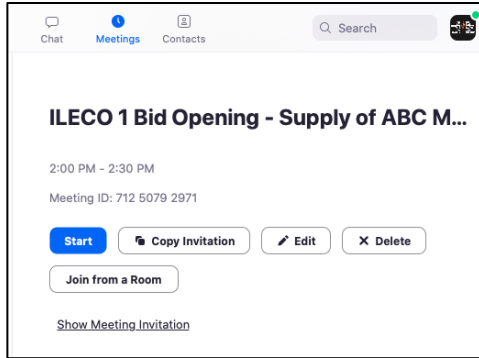 Chat Meetings Contacts Search
ILECO 1 Bid Opening - Supply of ABC M...
2:00 PM - 2:30 PM
Meeting ID: 712 5079 2971
Start Copy Invitation Edit Delete
Join from a Room
Show Meeting Invitation